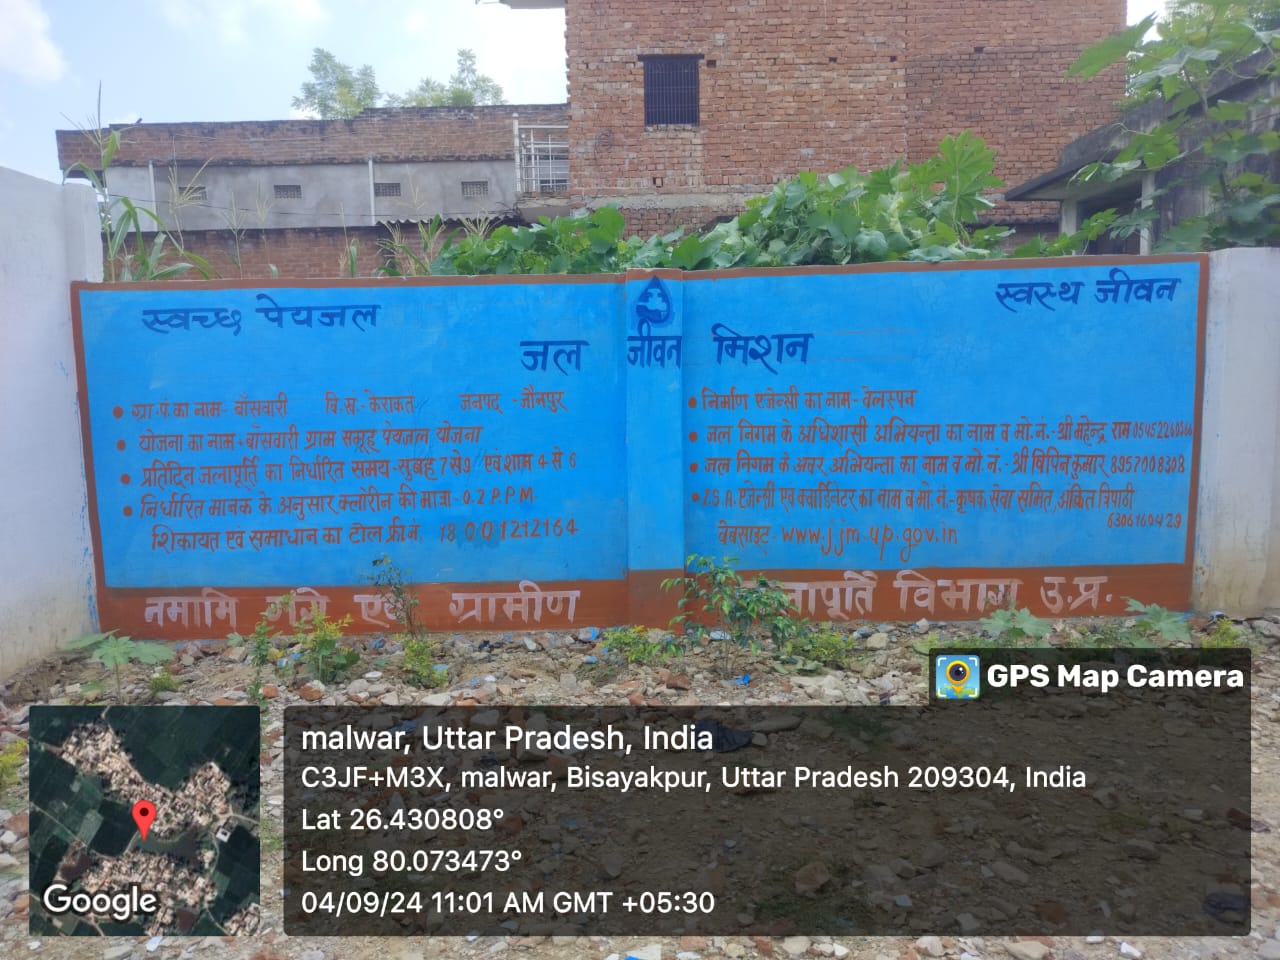 स्वच्छ पेयजल
स्वस्थ जीवन
जल जीवन मिशन
ग्रा.पं.का नाम- बाँसवारी वि.ख.- केराकत जनपद - जौनपुर
योजना का नाम - बाँसवारी ग्राम समूह पेयजल योजना
प्रतिदिन जलापूर्ति का निर्धारित समय - सुबह 7 से 9 एवं शाम 4 से 6
निर्धारित मानक के अनुसार क्लोरीन की मात्रा - 0.2 P.P.M.
शिकायत एवं समाधान का टोल फ्री नं. 18001212164
निर्माण एजेन्सी का नाम - वेलस्पन
जल निगम के अधिशासी अभियन्ता का नाम व मो.नं.- श्री महेन्द्र राम
जल निगम के अवर अभियन्ता का नाम व मो.नं.- श्री बिपिन कुमार 8957008308
एजेन्सी एवं क्वार्डिनेटर का नाम व मो.नं.- कृषक सेवा समित, अंकित त्रिपाठी
6306160429
वेबसाइट- www.jjm-up.gov.in
नमामि गंगे एवं ग्रामीण जलापूर्ति विभाग उ.प्र.
GPS Map Camera
malwar, Uttar Pradesh, India
C3JF+M3X, malwar, Bisayakpur, Uttar Pradesh 209304, India
Lat 26.430808°
Long 80.073473°
04/09/24 11:01 AM GMT +05:30
Google